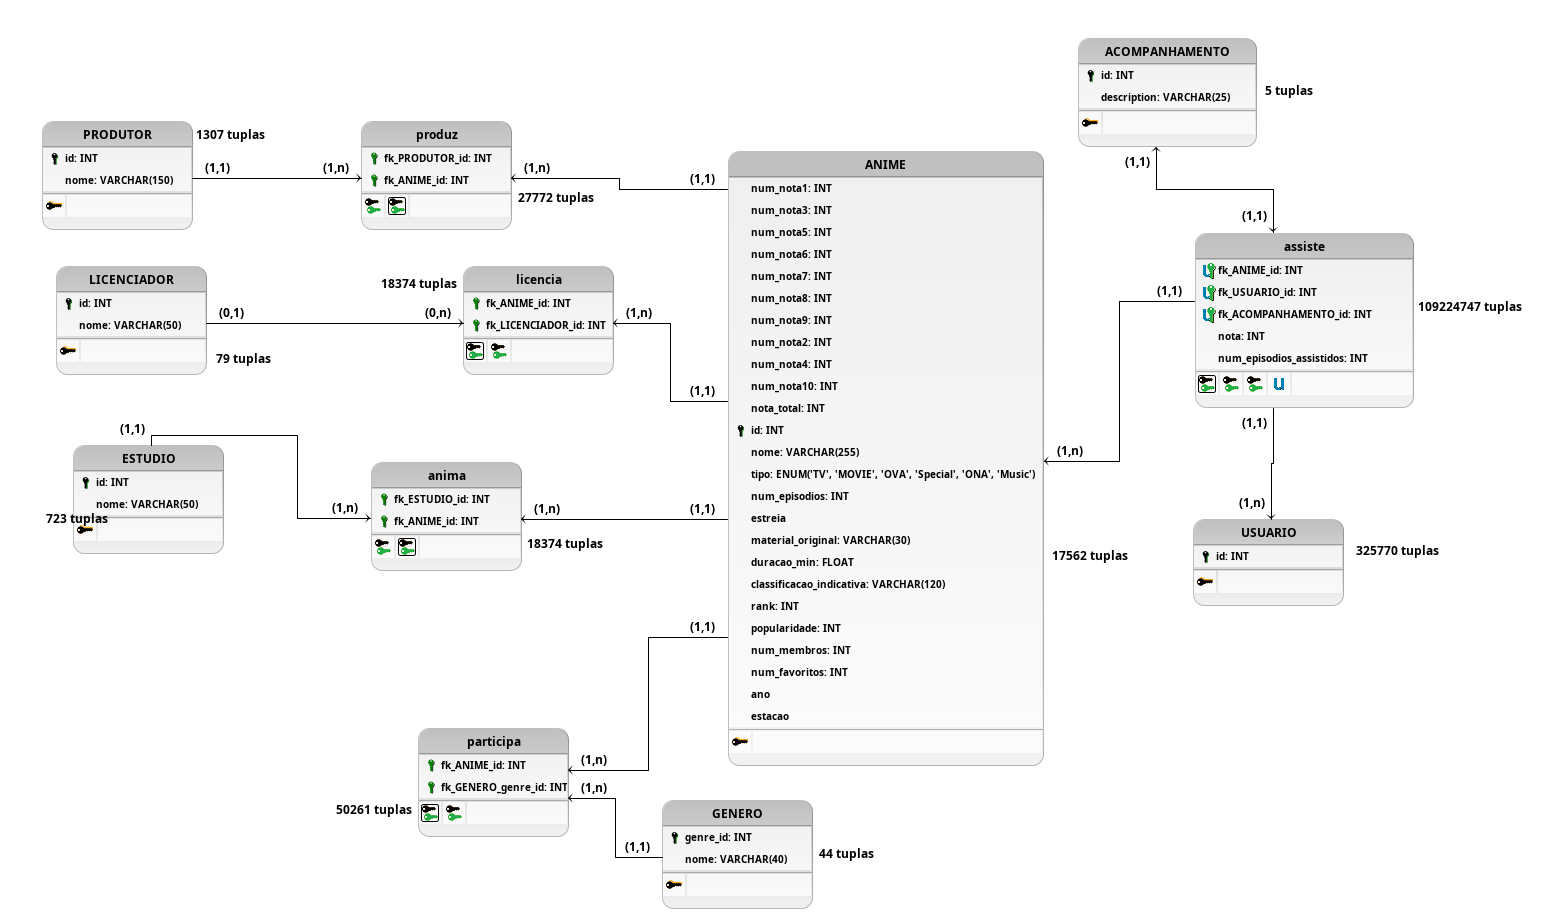 ACOMPANHAMENTO
id: INT
description: VARCHAR(25)
5 tuplas
(1,1)
(1,1)
PRODUTOR
id: INT
nome: VARCHAR(150)
1307 tuplas
(1,1)
(1,n)
produz
fk_PRODUTOR_id: INT
fk_ANIME_id: INT
(1,n)
27772 tuplas
(1,1)
ANIME
num_nota1: INT
num_nota3: INT
num_nota5: INT
num_nota6: INT
num_nota7: INT
num_nota8: INT
num_nota9: INT
num_nota2: INT
num_nota4: INT
num_nota10: INT
nota_total: INT
id: INT
nome: VARCHAR(255)
tipo: ENUM('TV', 'MOVIE', 'OVA', 'Special', 'ONA', 'Music')
num_episodios: INT
estreia
material_original: VARCHAR(30)
duracao_min: FLOAT
classificacao_indicativa: VARCHAR(120)
rank: INT
popularidade: INT
num_membros: INT
num_favoritos: INT
ano
estacao
17562 tuplas
assiste
fk_ANIME_id: INT
fk_USUARIO_id: INT
fk_ACOMPANHAMENTO_id: INT
nota: INT
num_episodios_assistidos: INT
u
109224747 tuplas
(1,1)
(1,n)
(1,1)
(1,n)
USUARIO
id: INT
325770 tuplas
LICENCIADOR
id: INT
nome: VARCHAR(50)
79 tuplas
(0,1)
(0,n)
18374 tuplas
licencia
fk_ANIME_id: INT
fk_LICENCIADOR_id: INT
(1,n)
(1,1)
(1,1)
ESTUDIO
id: INT
nome: VARCHAR(50)
723 tuplas
(1,n)
anima
fk_ESTUDIO_id: INT
fk_ANIME_id: INT
(1,n)
18374 tuplas
(1,1)
(1,1)
participa
fk_ANIME_id: INT
fk_GENERO_genre_id: INT
50261 tuplas
(1,n)
(1,n)
(1,1)
GENERO
genre_id: INT
nome: VARCHAR(40)
44 tuplas